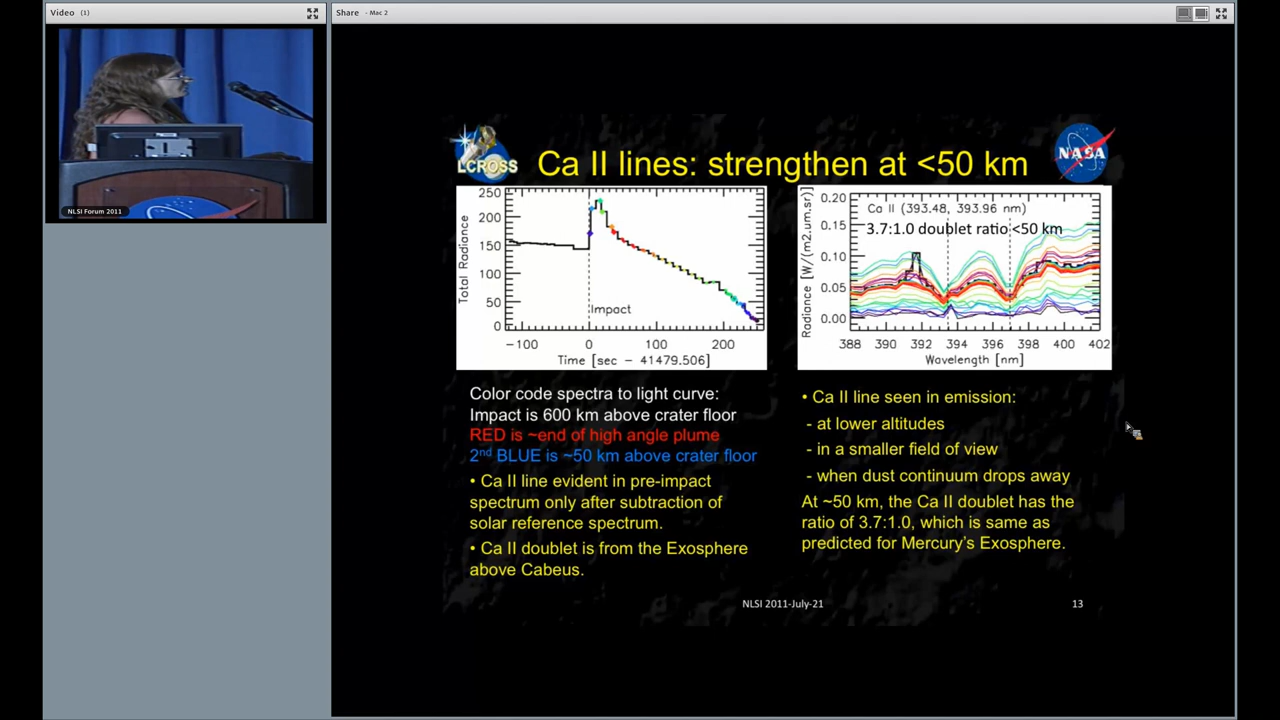 Video (1)
Share - Mac 2
NLSI Forum 2011
LCROSS
Ca II lines: strengthen at <50 km
NASA
250
200
150
100
50
0
Total Radiance
Impact
-100 0 100 200
Time [sec - 41479.506]
0.20
0.15
0.10
0.05
0.00
Radiance [W/(m2.um.sr)]
Ca II (393.48, 393.96 nm)
3.7:1.0 doublet ratio <50 km
388 390 392 394 396 398 400 402
Wavelength [nm]
Color code spectra to light curve:
Impact is 600 km above crater floor
RED is ~end of high angle plume
2nd BLUE is ~50 km above crater floor
• Ca II line evident in pre-impact
spectrum only after subtraction of
solar reference spectrum.
• Ca II doublet is from the Exosphere
above Cabeus.
• Ca II line seen in emission:
- at lower altitudes
- in a smaller field of view
- when dust continuum drops away
At ~50 km, the Ca II doublet has the
ratio of 3.7:1.0, which is same as
predicted for Mercury's Exosphere.
NLSI 2011-July-21
13